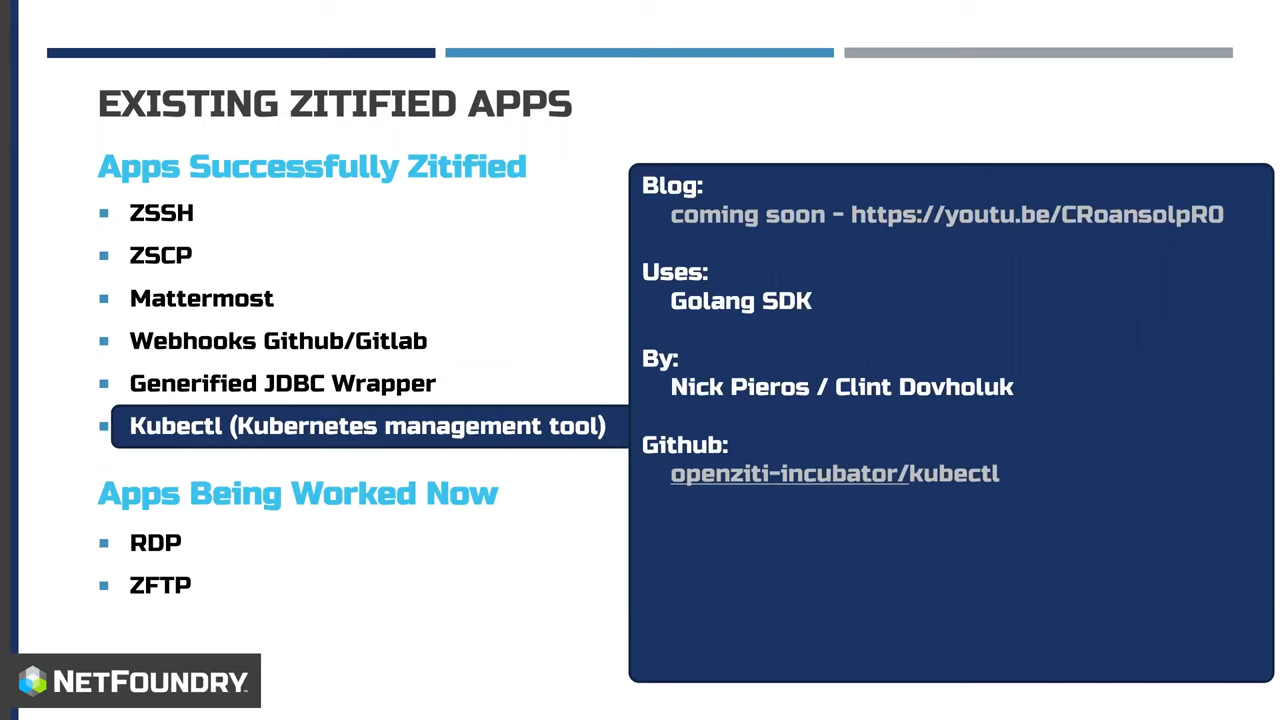 EXISTING ZITIFIED APPS
Apps Successfully Zitified
ZSSH
ZSCP
Mattermost
Webhooks Github/Gitlab
Generified JDBC Wrapper
Kubectl (Kubernetes management tool)
Apps Being Worked Now
RDP
ZFTP
Blog:
coming soon - https://youtu.be/CRoansolpR0
Uses:
Golang SDK
By:
Nick Pieros / Clint Dovholuk
Github:
openziti-incubator/kubectl
NETFOUNDRY